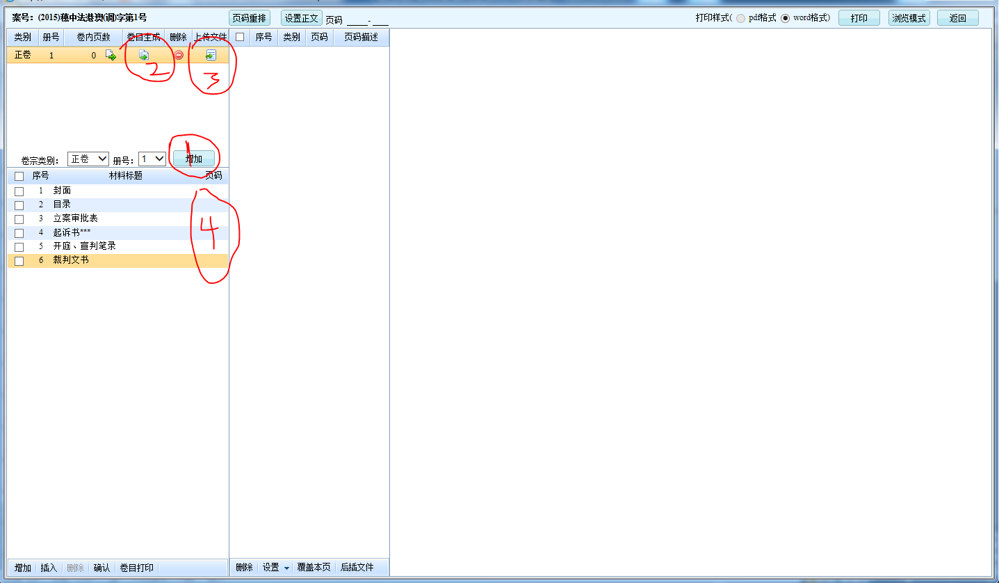 案号：(2015)穗中法港澳(调)字第1号 页码重排 设置正文 页码 ____-____ 打印样式( pdf格式 word格式) 打印 浏览模式 返回
类别 册号 卷内页数 卷目生成 删除 上传文件 序号 类别 页码 页码描述
正卷 1 0
2 3
卷宗类别： 正卷 册号： 1 增加
1
序号 材料标题 页码
1 封面
2 目录
3 立案审批表
4 起诉书***
5 开庭、宣判笔录
6 裁判文书
4
增加 插入 删除 确认 卷目打印 删除 设置 覆盖本页 后插文件